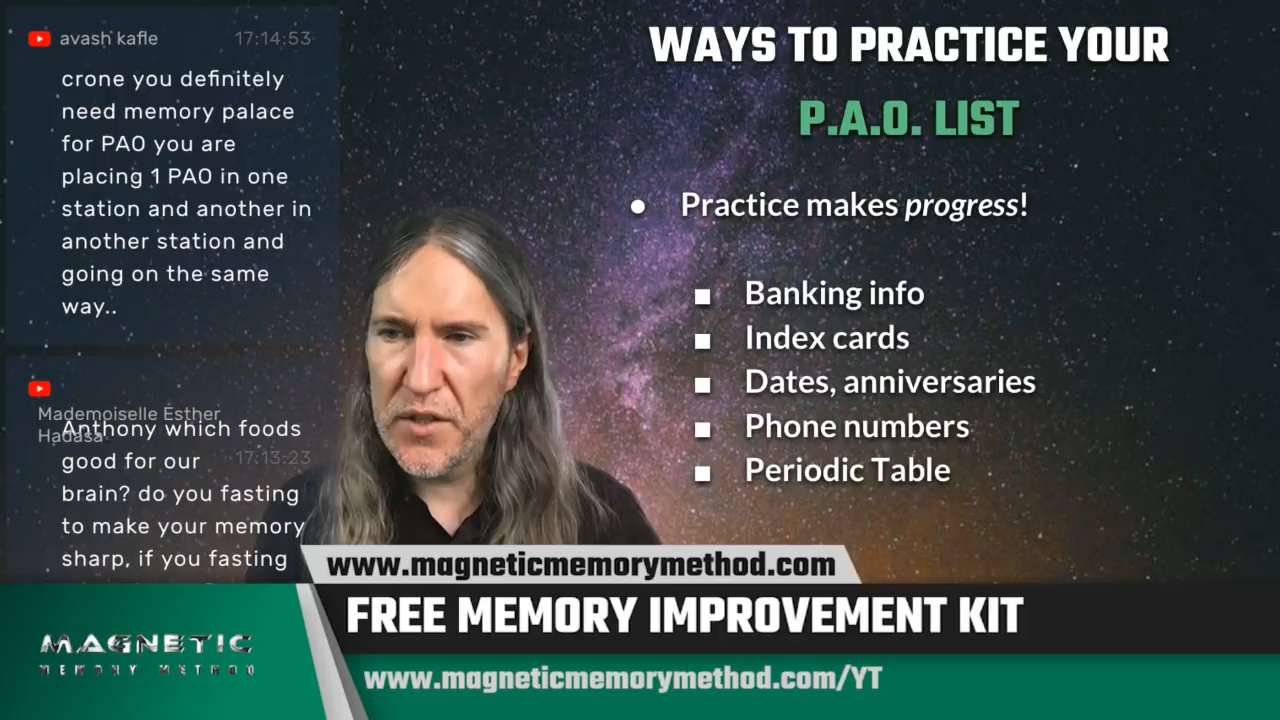 avash kafle 17:14:53
crone you definitely
need memory palace
for PAO you are
placing 1 PAO in one
station and another in
another station and
going on the same
way..
Mademoiselle Esther
Hadasa
17:13:23
Anthony which foods
good for our
brain? do you fasting
to make your memory
sharp, if you fasting
WAYS TO PRACTICE YOUR
P.A.O. LIST
● Practice makes progress!
■ Banking info
■ Index cards
■ Dates, anniversaries
■ Phone numbers
■ Periodic Table
www.magneticmemorymethod.com
FREE MEMORY IMPROVEMENT KIT
MAGNETIC
MEMORY METHOD
www.magneticmemorymethod.com/YT